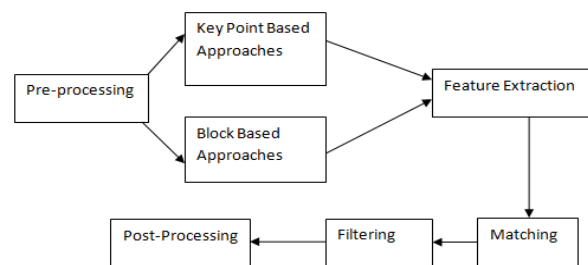 Key Point Based
Approaches
Pre-processing
Feature Extraction
Block Based
Approaches
Post-Processing
Filtering
Matching